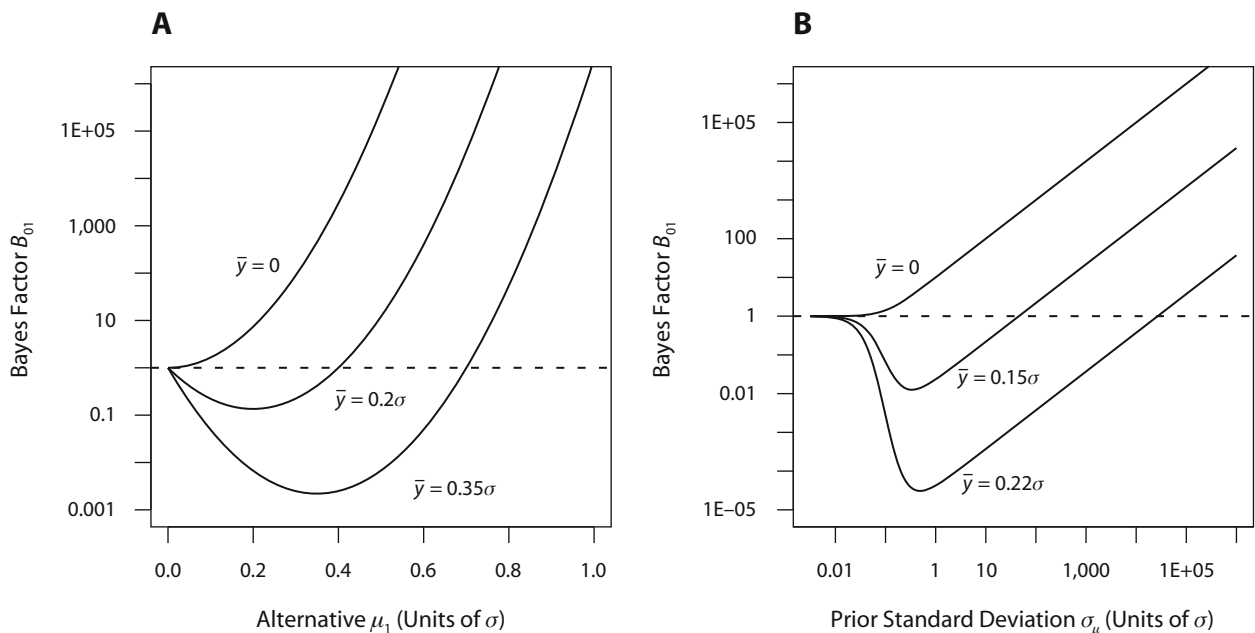 A
Bayes Factor B₀₁
1E+05
1,000
10
0.1
0.001
ȳ = 0
ȳ = 0.2σ
ȳ = 0.35σ
0.0 0.2 0.4 0.6 0.8 1.0
Alternative μ₁ (Units of σ)
B
Bayes Factor B₀₁
1E+05
100
1
0.01
1E−05
ȳ = 0
ȳ = 0.15σ
ȳ = 0.22σ
0.01 1 10 1,000 1E+05
Prior Standard Deviation σ_μ (Units of σ)